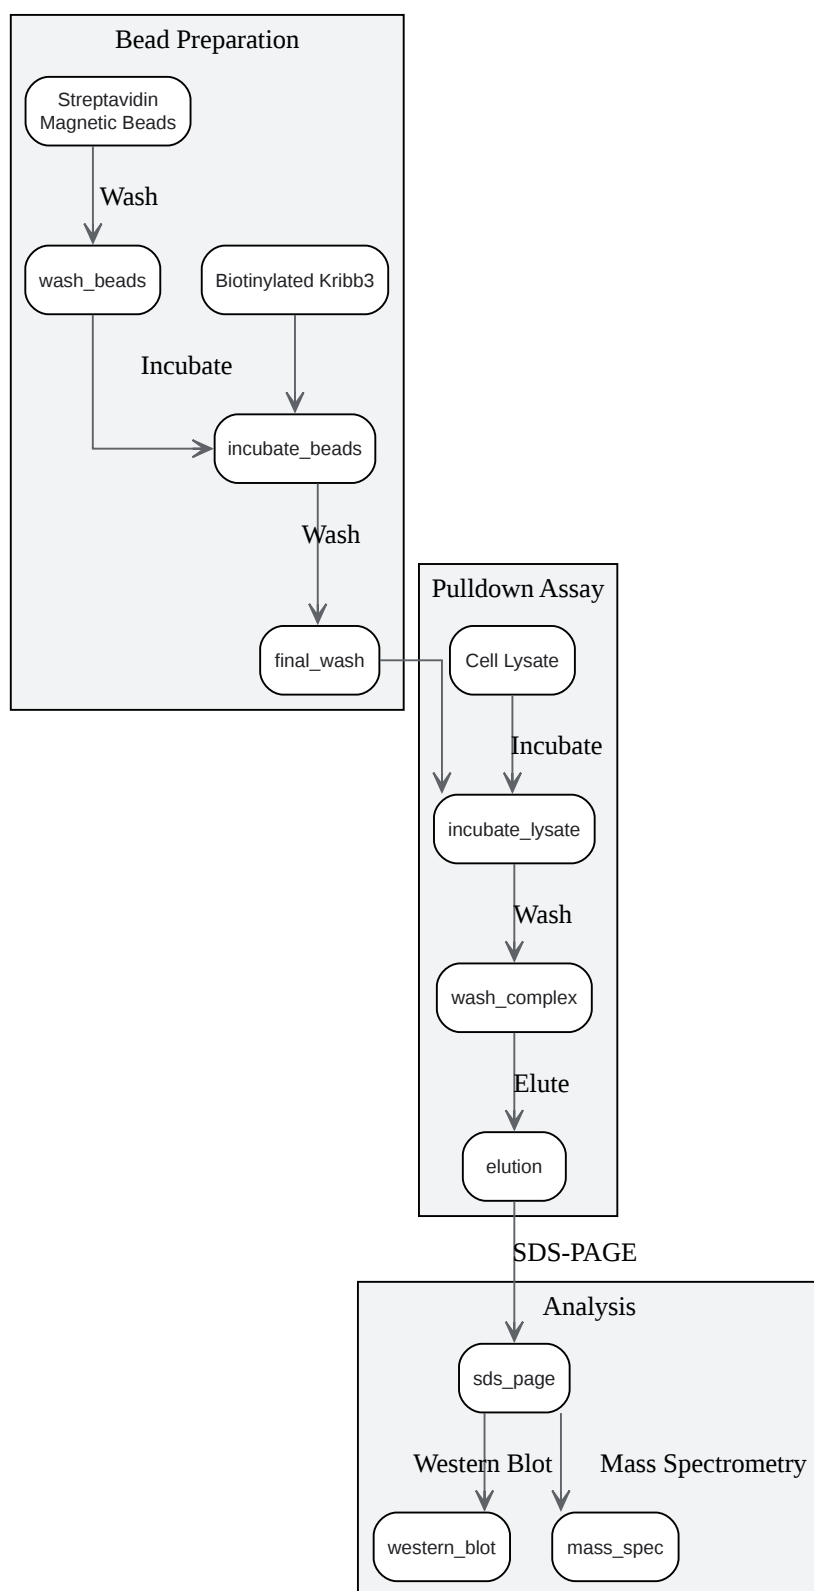 Bead Preparation
Streptavidin
Magnetic Beads
Wash
wash_beads
Biotinylated Kribb3
Incubate
incubate_beads
Wash
final_wash
Pulldown Assay
Cell Lysate
Incubate
incubate_lysate
Wash
wash_complex
Elute
elution
SDS-PAGE
Analysis
sds_page
Western Blot
Mass Spectrometry
western_blot
mass_spec